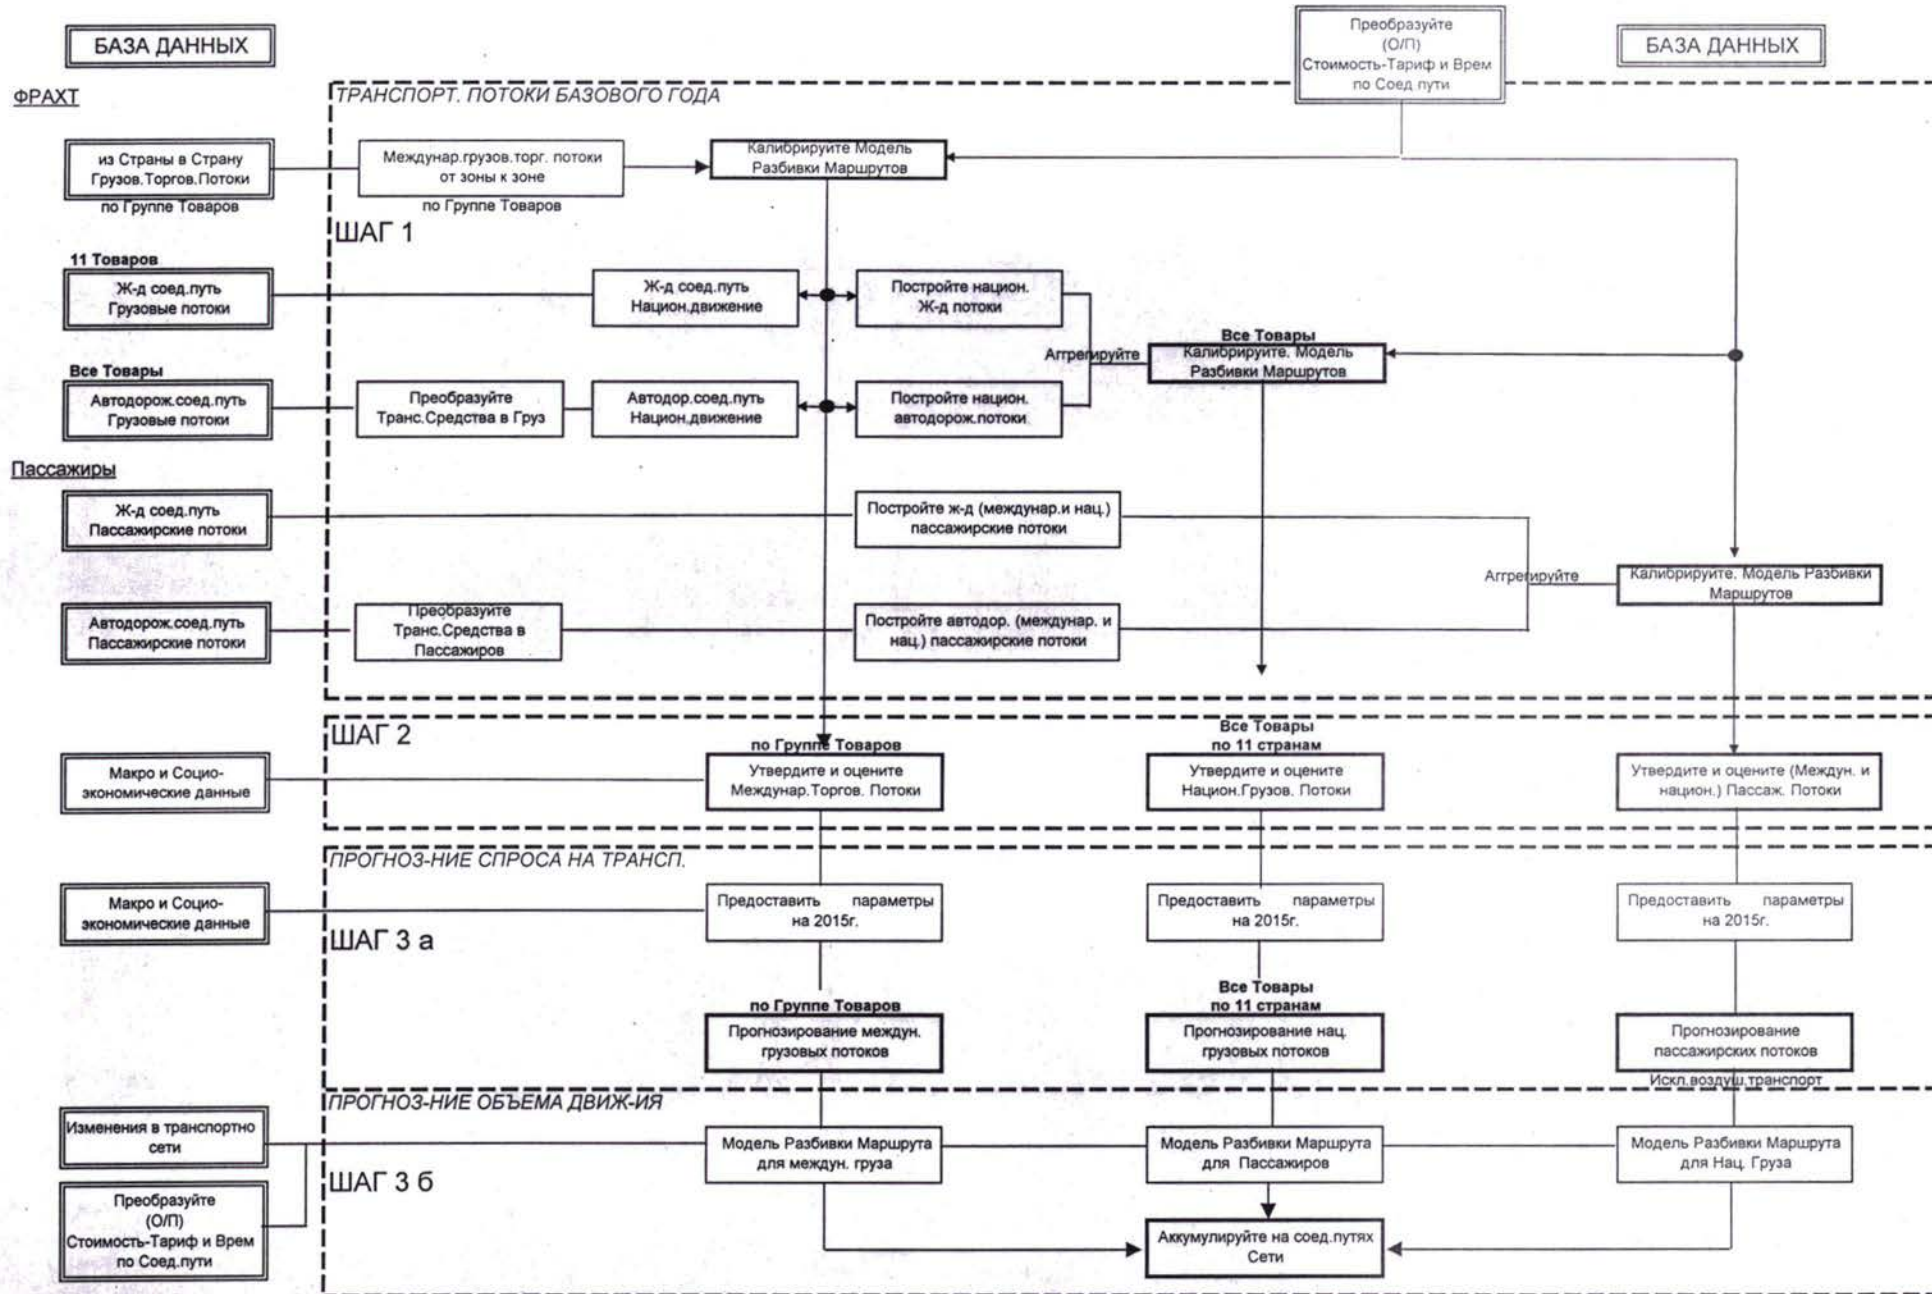 БАЗА ДАННЫХ
Преобразуйте
(О/П)
Стоимость-Тариф и Врем
по Соед.пути
БАЗА ДАННЫХ
ФРАХТ
ТРАНСПОРТ. ПОТОКИ БАЗОВОГО ГОДА
из Страны в Страну
Грузов.Торгов.Потоки
по Группе Товаров
Междунар.грузов.торг. потоки
от зоны к зоне
по Группе Товаров
Калибрируйте Модель
Разбивки Маршрутов
ШАГ 1
11 Товаров
Ж-д соед.путь
Грузовые потоки
Ж-д соед.путь
Национ.движение
Постройте национ.
Ж-д потоки
Все Товары
Аггрегируйте
Калибрируите. Модель
Разбивки Маршрутов
Все Товары
Автодорож.соед.путь
Грузовые потоки
Преобразуйте
Транс.Средства в Груз
Автодор.соед.путь
Национ.движение
Постройте национ.
автодорож.потоки
Пассажиры
Ж-д соед.путь
Пассажирские потоки
Постройте ж-д (междунар.и нац.)
пассажирские потоки
Аггрегируйте
Калибрируйте. Модель Разбивки
Маршрутов
Автодорож.соед.путь
Пассажирские потоки
Преобразуйте
Транс.Средства в
Пассажиров
Постройте автодор. (междунар. и
нац.) пассажирские потоки
ШАГ 2
Макро и Социо-
экономические данные
по Группе Товаров
Утвердите и оцените
Междунар.Торгов. Потоки
Все Товары
по 11 странам
Утвердите и оцените
Национ.Грузов. Потоки
Утвердите и оцените (Междун. и
национ.) Пассаж. Потоки
ПРОГНОЗ-НИЕ СПРОСА НА ТРАНСП.
Макро и Социо-
экономические данные
Предоставить параметры
на 2015г.
Предоставить параметры
на 2015г.
Предоставить параметры
на 2015г.
ШАГ 3 а
по Группе Товаров
Прогнозирование междун.
грузовых потоков
Все Товары
по 11 странам
Прогнозирование нац.
грузовых потоков
Прогнозирование
пассажирских потоков
Искл.воздуш.транспорт
ПРОГНОЗ-НИЕ ОБЪЕМА ДВИЖ-ИЯ
Изменения в транспортно
сети
Модель Разбивки Маршрута
для междун. груза
Модель Разбивки Маршрута
для Пассажиров
Модель Разбивки Маршрута
для Нац. Груза
ШАГ 3 б
Преобразуйте
(О/П)
Стоимость-Тариф и Врем
по Соед.пути
Аккумулируйте на соед.путях
Сети